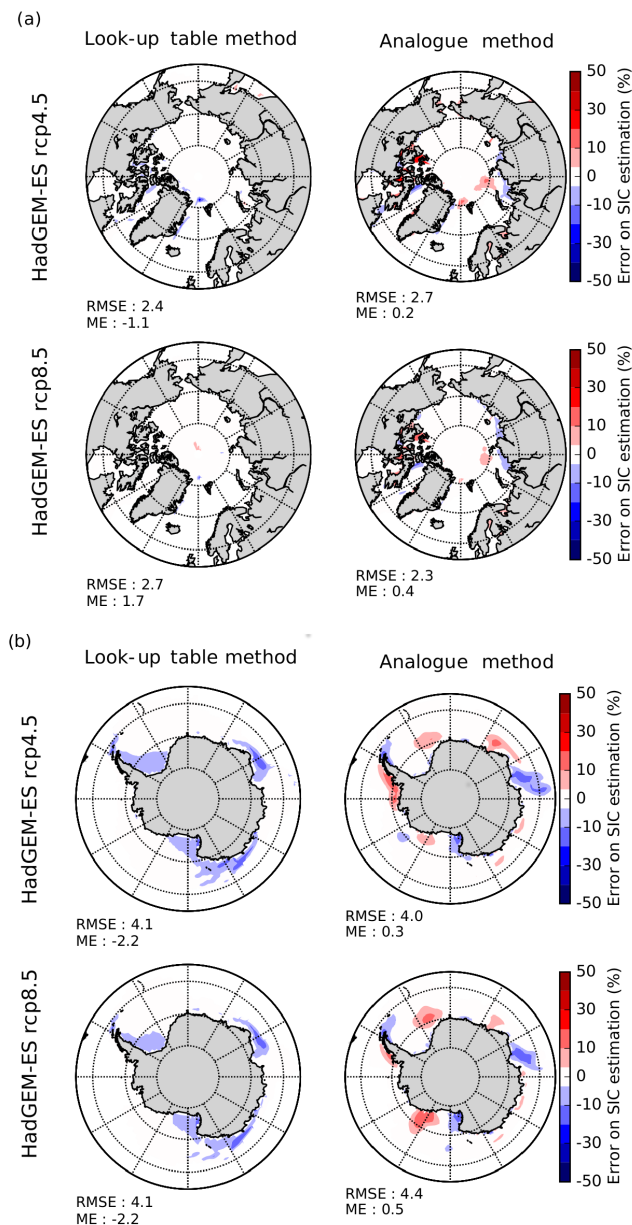 (a)
Look-up table method
Analogue method
HadGEM-ES rcp4.5
50
30
10
0
-10
-30
-50
Error on SIC estimation (%)
RMSE : 2.4
ME : -1.1
RMSE : 2.7
ME : 0.2
HadGEM-ES rcp8.5
50
30
10
0
-10
-30
-50
Error on SIC estimation (%)
RMSE : 2.7
ME : 1.7
RMSE : 2.3
ME : 0.4
(b)
Look-up table method
Analogue method
HadGEM-ES rcp4.5
50
30
10
0
-10
-30
-50
Error on SIC estimation (%)
RMSE : 4.1
ME : -2.2
RMSE : 4.0
ME : 0.3
HadGEM-ES rcp8.5
50
30
10
0
-10
-30
-50
Error on SIC estimation (%)
RMSE : 4.1
ME : -2.2
RMSE : 4.4
ME : 0.5